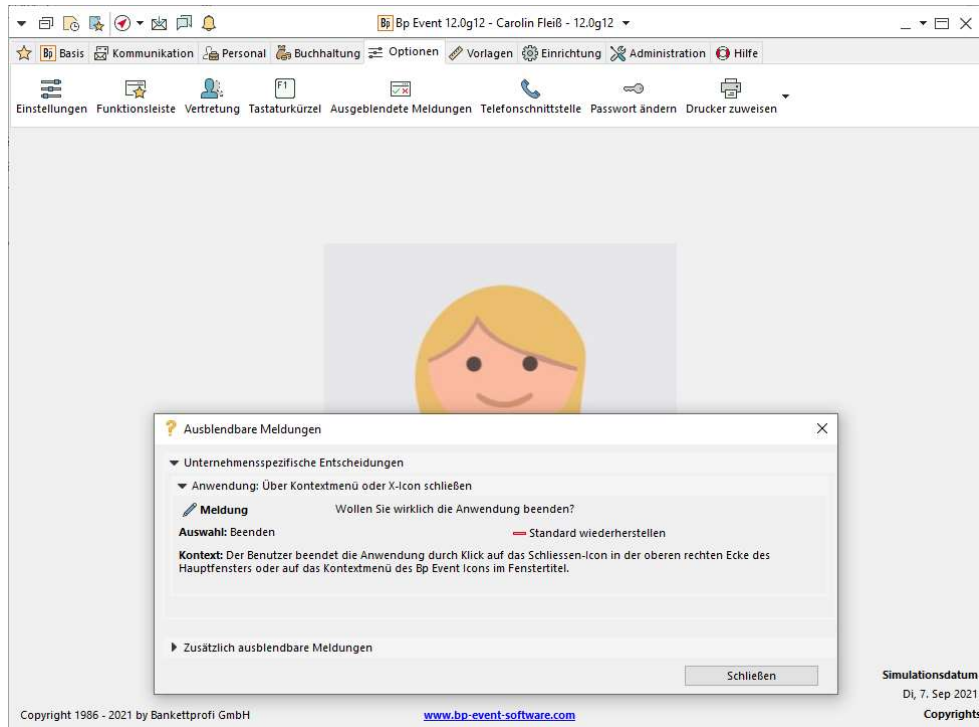 Bp Bp Event 12.0g12 - Carolin Fleiß - 12.0g12
Bp Basis Kommunikation Personal Buchhaltung Optionen Vorlagen Einrichtung Administration Hilfe
F1
Einstellungen Funktionsleiste Vertretung Tastaturkürzel Ausgeblendete Meldungen Telefonschnittstelle Passwort ändern Drucker zuweisen
? Ausblendbare Meldungen
Unternehmensspezifische Entscheidungen
Anwendung: Über Kontextmenü oder X-Icon schließen
Meldung Wollen Sie wirklich die Anwendung beenden?
Auswahl: Beenden Standard wiederherstellen
Kontext: Der Benutzer beendet die Anwendung durch Klick auf das Schliessen-Icon in der oberen rechten Ecke des
Hauptfensters oder auf das Kontextmenü des Bp Event Icons im Fenstertitel.
Zusätzlich ausblendbare Meldungen
Schließen
Simulationsdatum
Di, 7. Sep 2021
Copyright 1986 - 2021 by Bankettprofi GmbH www.bp-event-software.com Copyrights